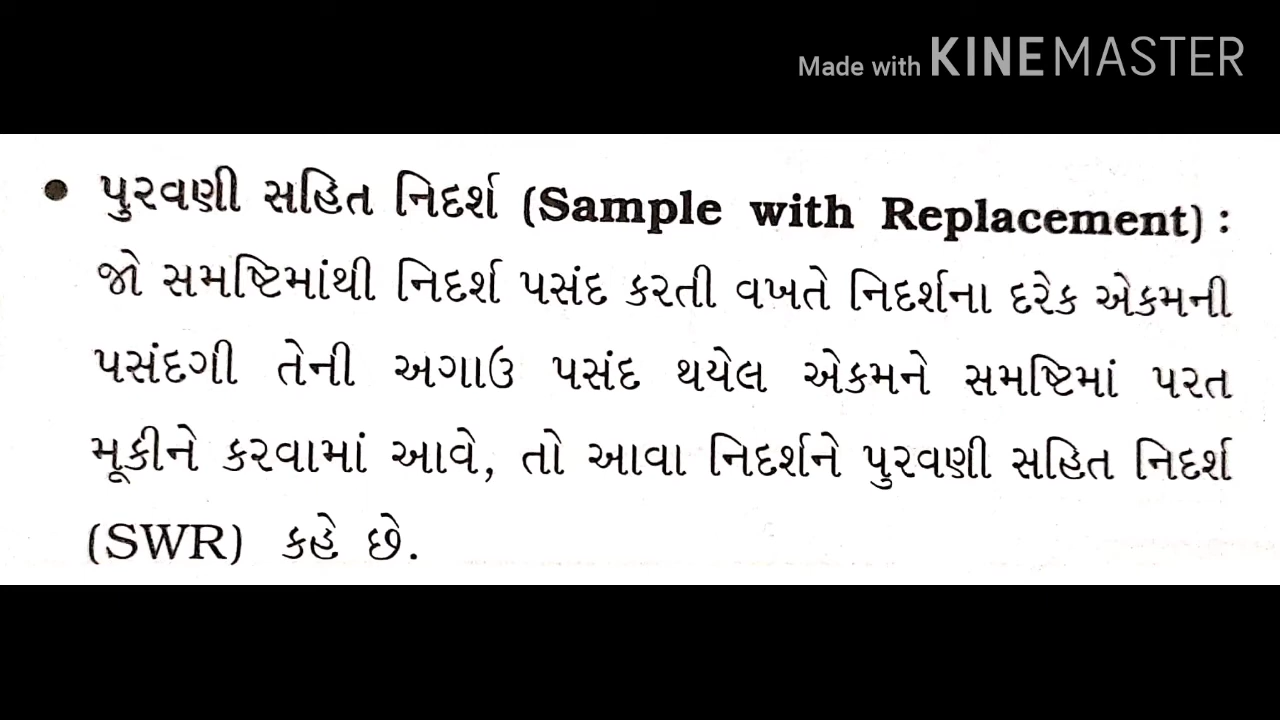 Made with KINEMASTER
• પુરવણી સહિત નિદર્શ (Sample with Replacement) :
જો સમષ્ટિમાંથી નિદર્શ પસંદ કરતી વખતે નિદર્શના દરેક એકમની
પસંદગી તેની અગાઉ પસંદ થયેલ એકમને સમષ્ટિમાં પરત
મૂકીને કરવામાં આવે, તો આવા નિદર્શને પુરવણી સહિત નિદર્શ
(SWR) કહે છે.